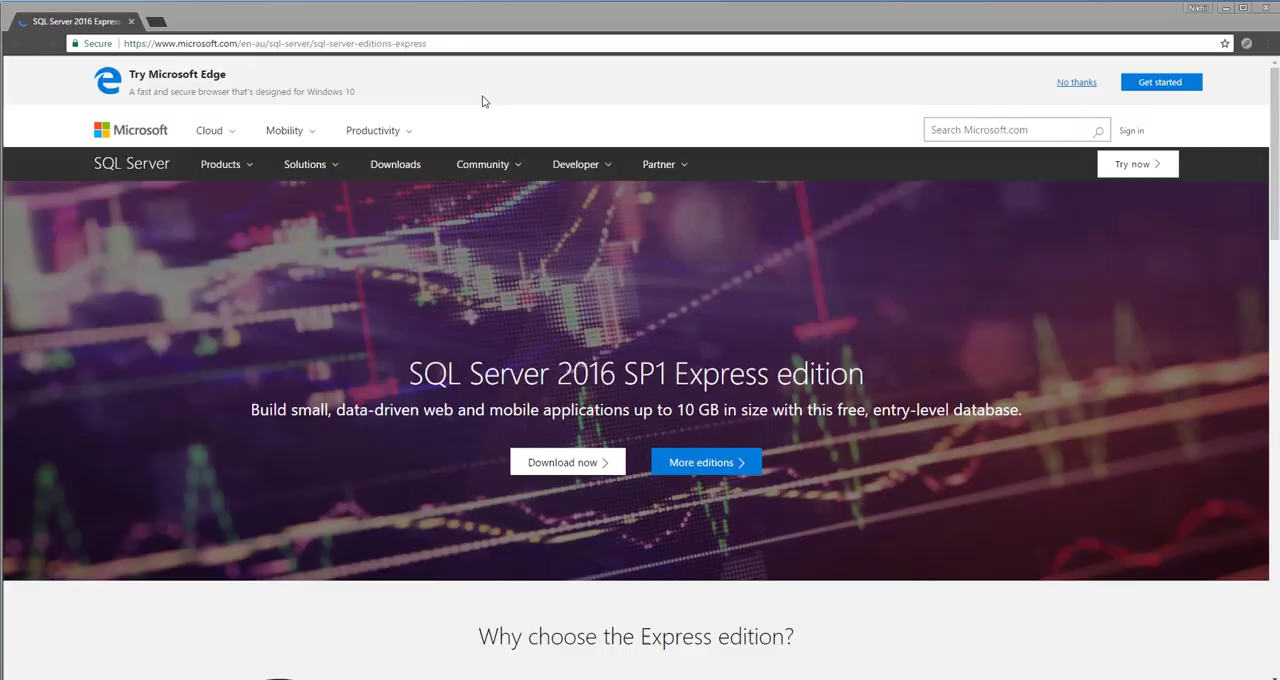 Nikhil
SQL Server 2016 Express
Secure https://www.microsoft.com/en-au/sql-server/sql-server-editions-express
Try Microsoft Edge
A fast and secure browser that's designed for Windows 10
No thanks
Get started
Microsoft Cloud Mobility Productivity
Search Microsoft.com
Sign in
SQL Server Products Solutions Downloads Community Developer Partner
Try now
SQL Server 2016 SP1 Express edition
Build small, data-driven web and mobile applications up to 10 GB in size with this free, entry-level database.
Download now
More editions
Why choose the Express edition?